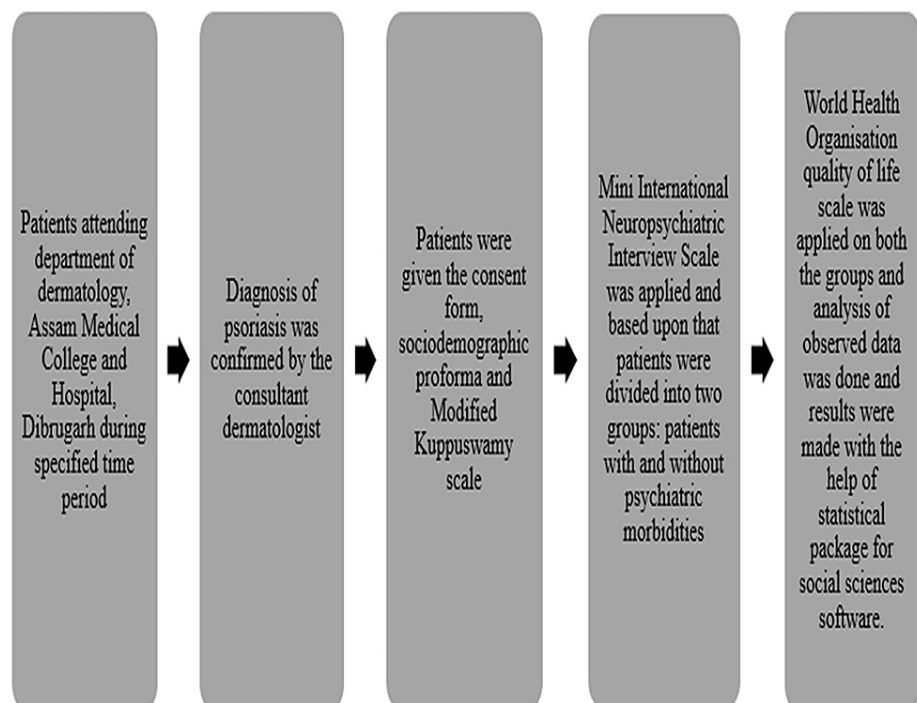 Patients attending
department of
dermatology,
Assam Medical
College and
Hospital,
Dibrugarh during
specified time
period
Diagnosis of
psoriasis was
confirmed by the
consultant
dermatologist
Patients were
given the consent
form,
sociodemographic
proforma and
Modified
Kuppuswamy
scale
Mini International
Neuropsychiatric
Interview Scale
was applied and
based upon that
patients were
divided into two
groups: patients
with and without
psychiatric
morbidities
World Health
Organisation
quality of life
scale was
applied on both
the groups and
analysis of
observed data
was done and
results were
made with the
help of
statistical
package for
social sciences
software.